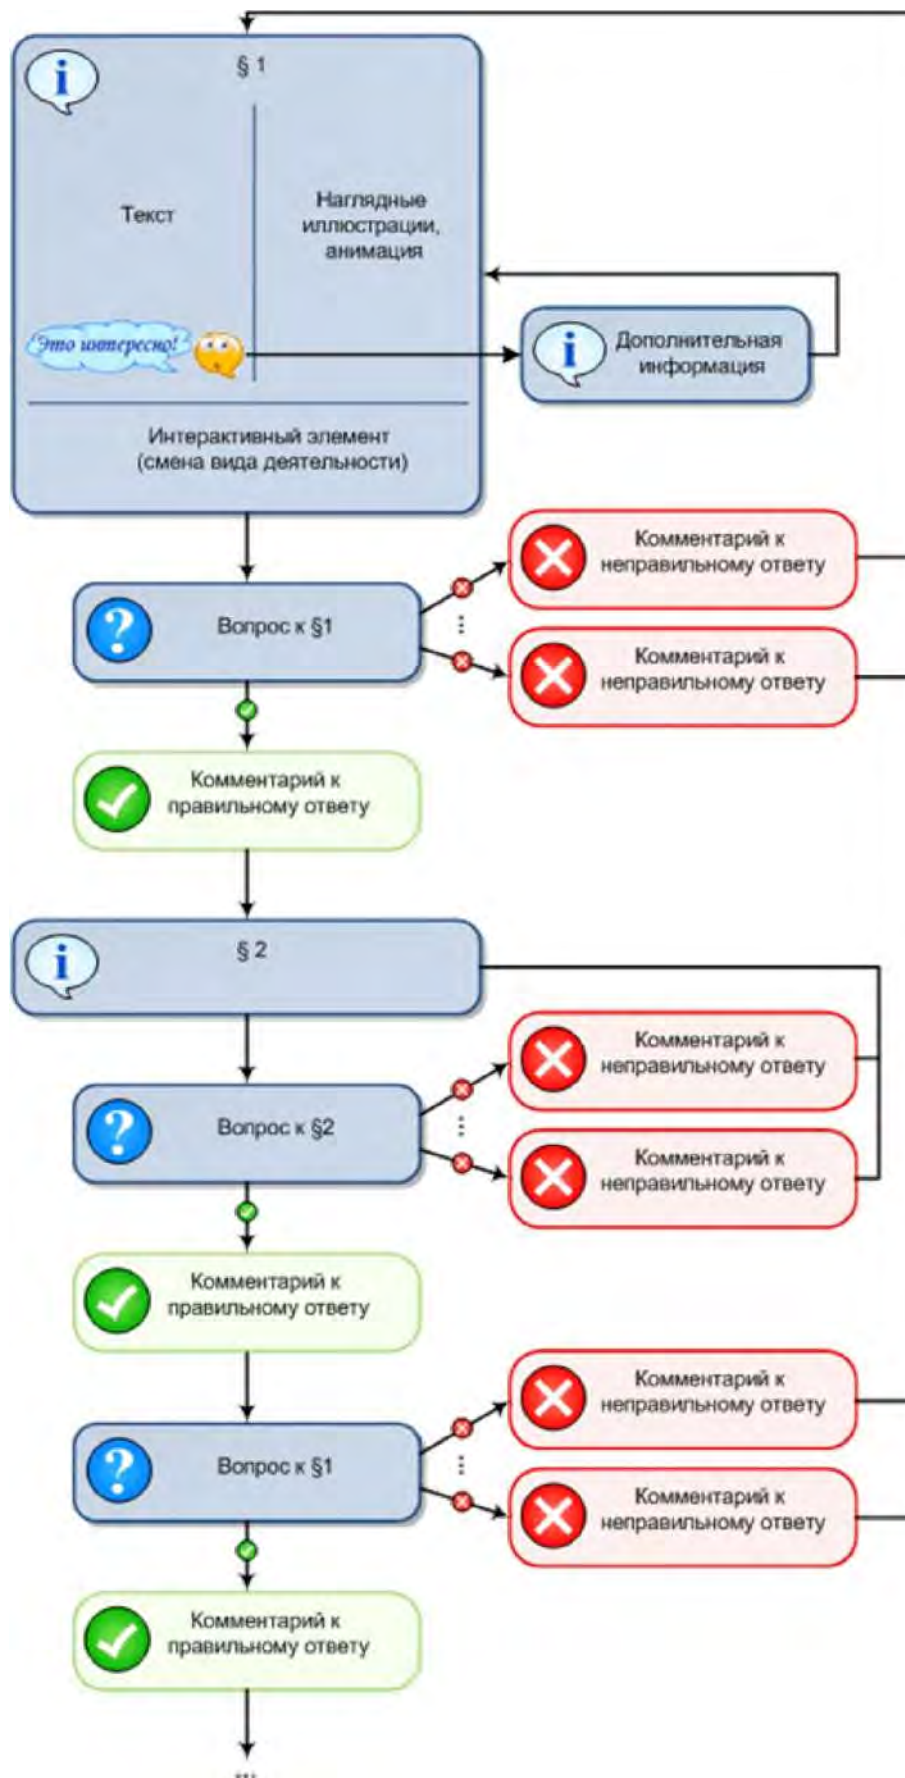 § 1
Текст
Наглядные
иллюстрации,
анимация
Это интересно!
Дополнительная
информация
Интерактивный элемент
(смена вида деятельности)
Комментарий к
неправильному ответу
Вопрос к §1
...
Комментарий к
неправильному ответу
Комментарий к
правильному ответу
§ 2
Комментарий к
неправильному ответу
Вопрос к §2
...
Комментарий к
неправильному ответу
Комментарий к
правильному ответу
Комментарий к
неправильному ответу
Вопрос к §1
...
Комментарий к
неправильному ответу
Комментарий к
правильному ответу
...